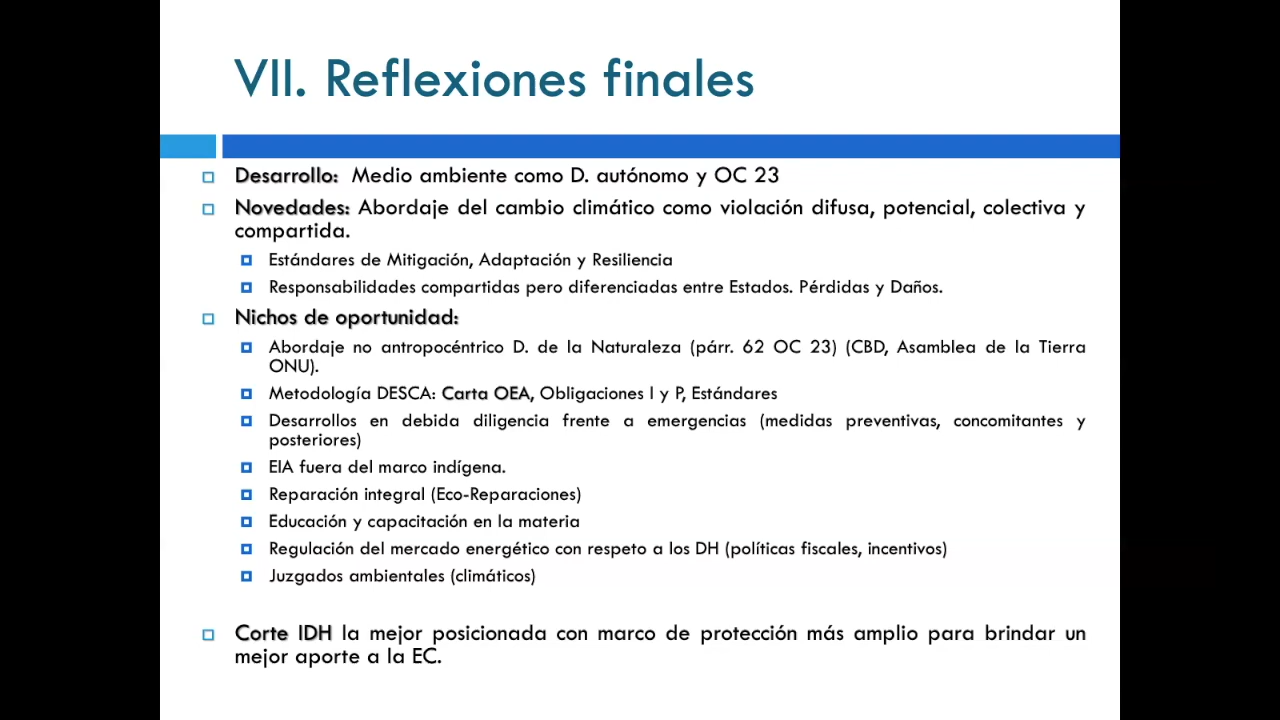 VII. Reflexiones finales
Desarrollo: Medio ambiente como D. autónomo y OC 23
Novedades: Abordaje del cambio climático como violación difusa, potencial, colectiva y
compartida.
Estándares de Mitigación, Adaptación y Resiliencia
Responsabilidades compartidas pero diferenciadas entre Estados. Pérdidas y Daños.
Nichos de oportunidad:
Abordaje no antropocéntrico D. de la Naturaleza (párr. 62 OC 23) (CBD, Asamblea de la Tierra
ONU).
Metodología DESCA: Carta OEA, Obligaciones I y P, Estándares
Desarrollos en debida diligencia frente a emergencias (medidas preventivas, concomitantes y
posteriores)
EIA fuera del marco indígena.
Reparación integral (Eco-Reparaciones)
Educación y capacitación en la materia
Regulación del mercado energético con respeto a los DH (políticas fiscales, incentivos)
Juzgados ambientales (climáticos)
Corte IDH la mejor posicionada con marco de protección más amplio para brindar un
mejor aporte a la EC.